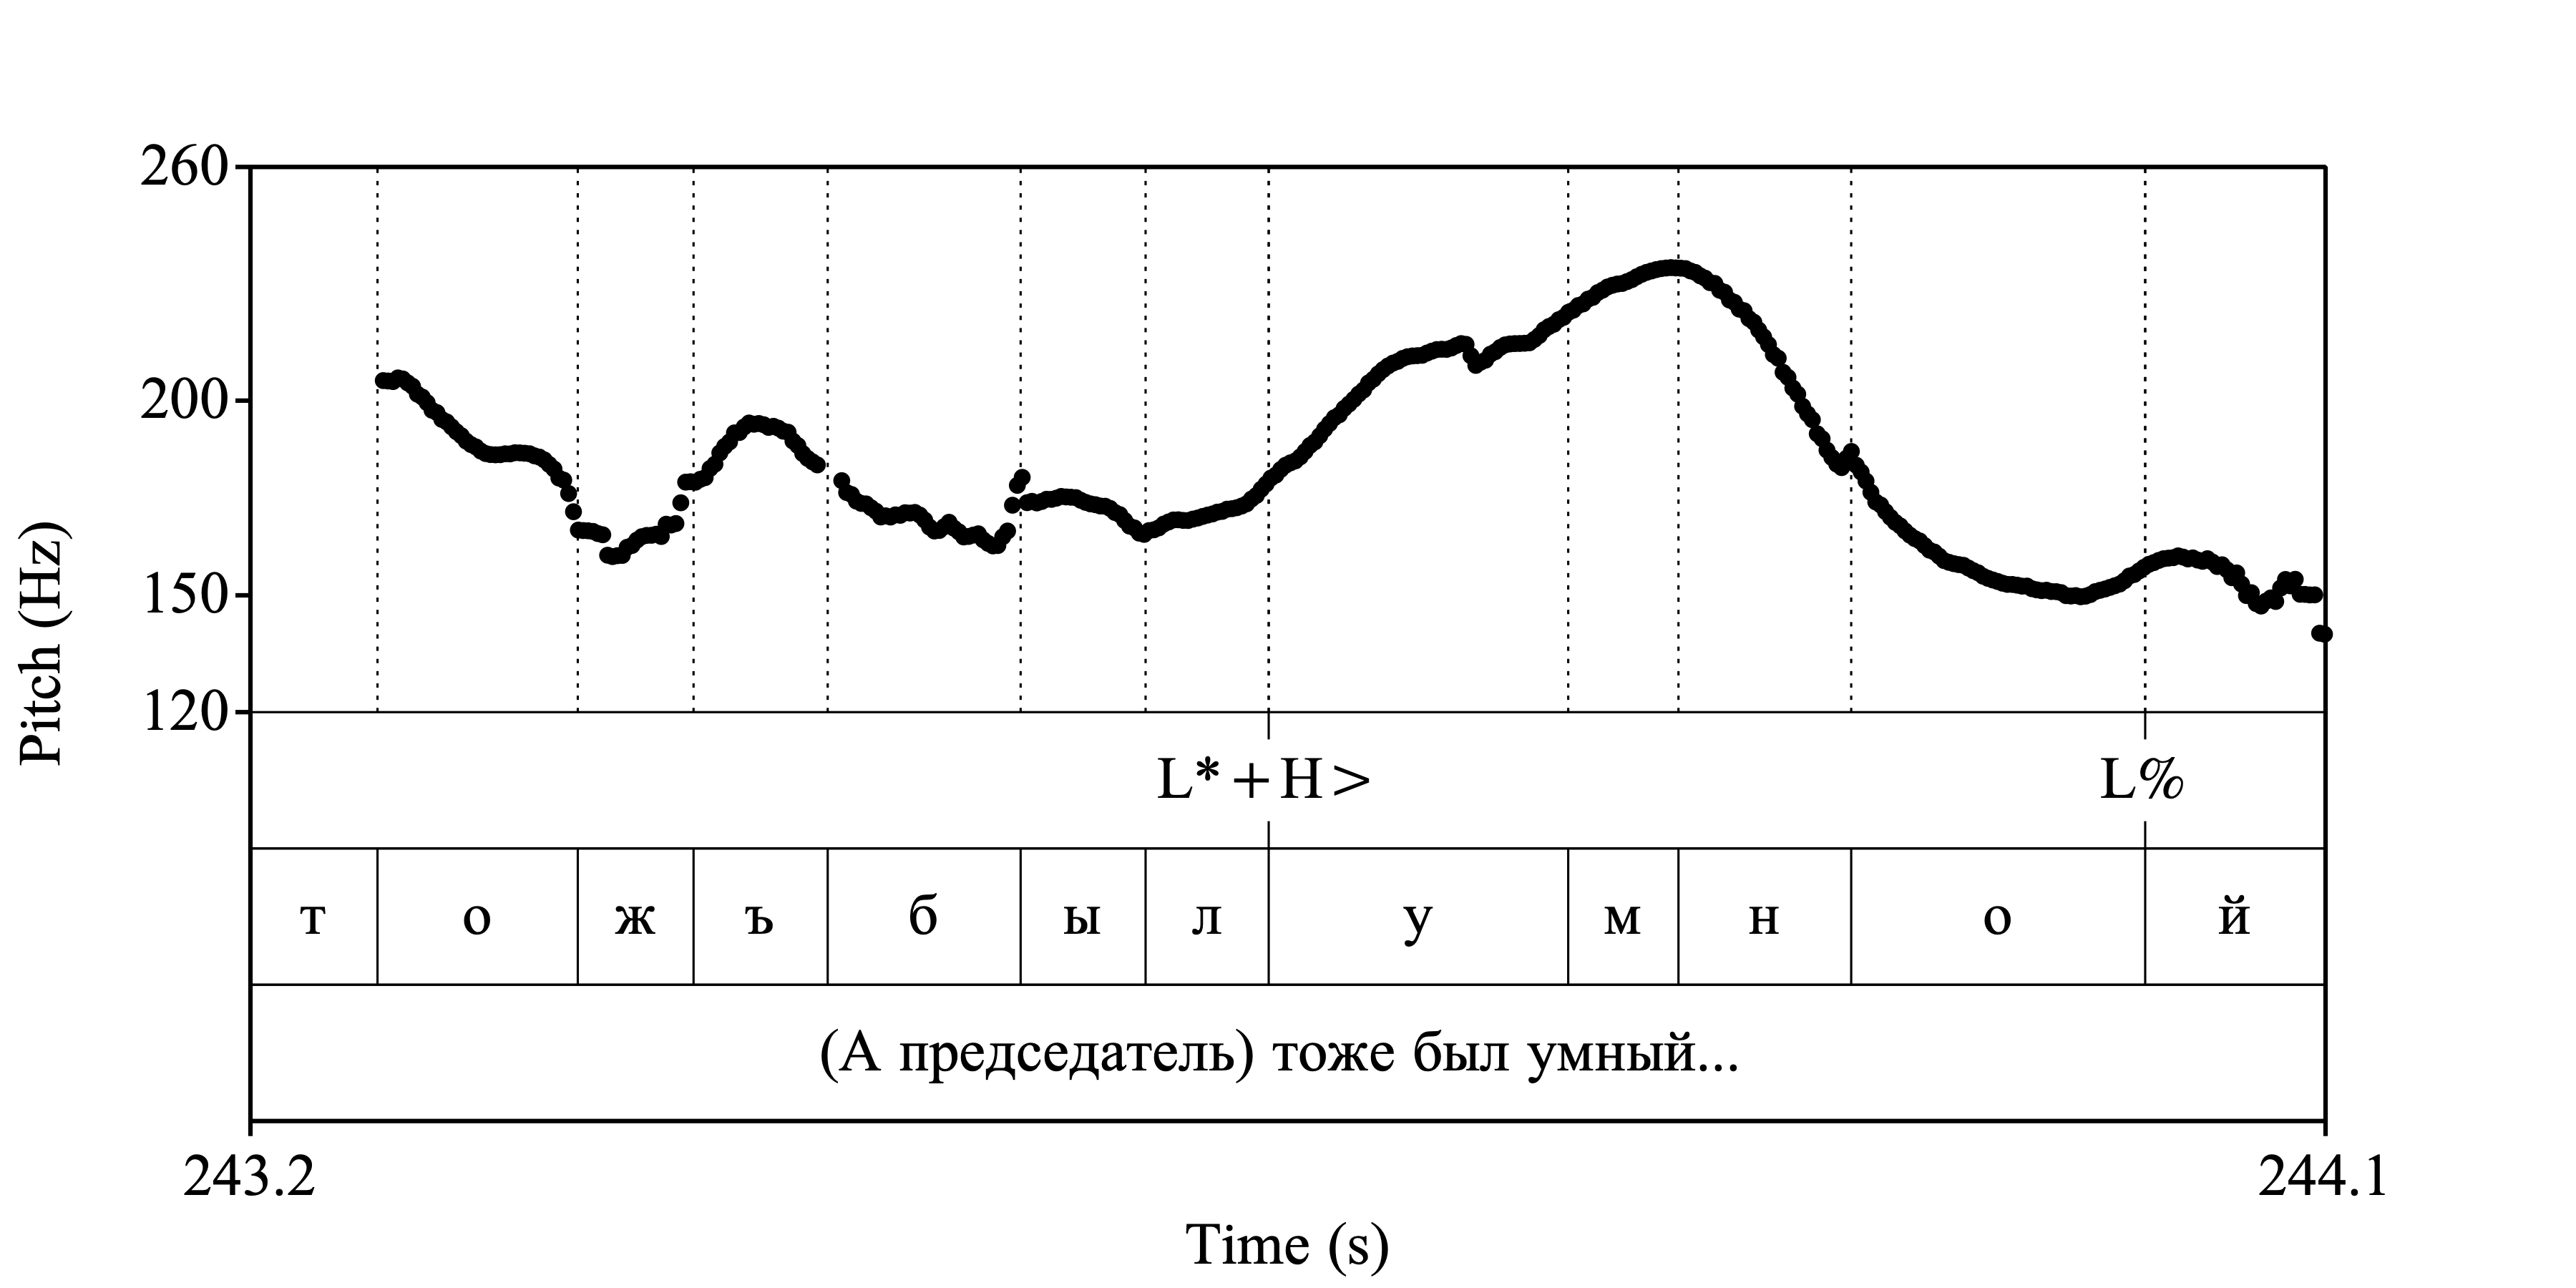 260
200
150
120
Pitch (Hz)
L*+H> L%
т о ж ъ б ы л у м н о й
(А председатель) тоже был умный...
243.2 244.1
Time (s)